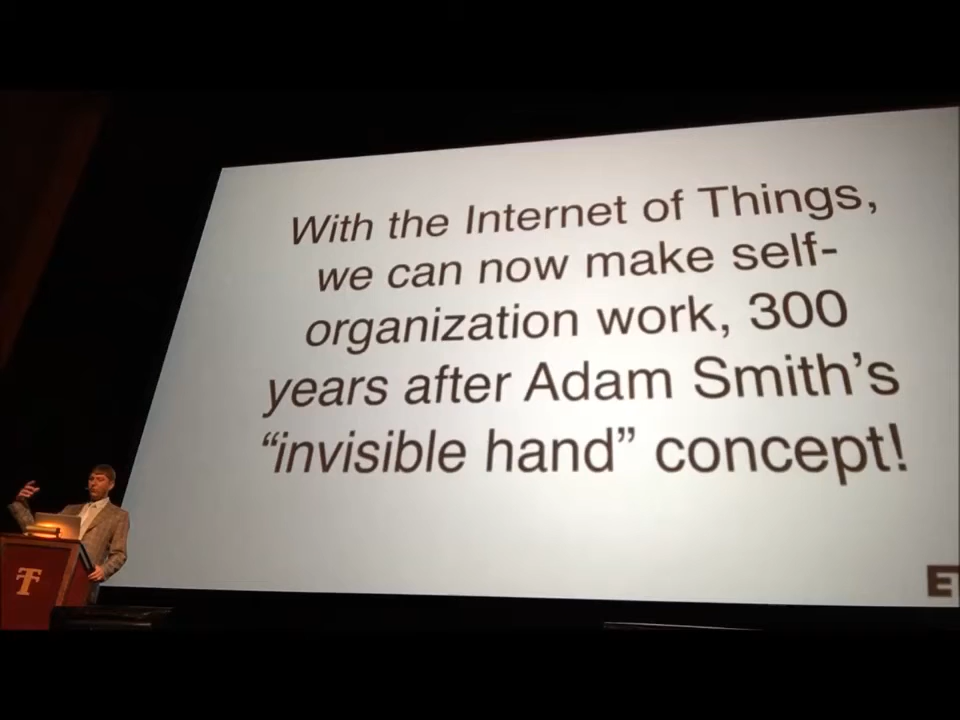 With the Internet of Things,
we can now make self-
organization work, 300
years after Adam Smith’s
“invisible hand” concept!
E